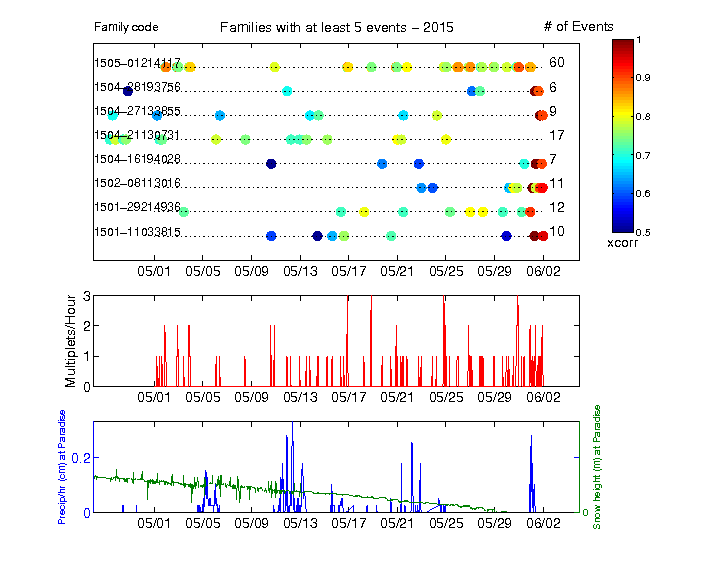 Family code Families with at least 5 events – 2015 # of Events
1505–01214117 60
1504–28193756 6
1504–27133855 9
1504–21130731 17
1504–16194028 7
1502–08113016 11
1501–29214936 12
1501–11033815 10
05/01 05/05 05/09 05/13 05/17 05/21 05/25 05/29 06/02
1
0.9
0.8
0.7
0.6
0.5
xcorr
Multiplets/Hour
3
2
1
0
05/01 05/05 05/09 05/13 05/17 05/21 05/25 05/29 06/02
Precip/hr (cm) at Paradise
0.2
0
0
Snow height (m) at Paradise
05/01 05/05 05/09 05/13 05/17 05/21 05/25 05/29 06/02